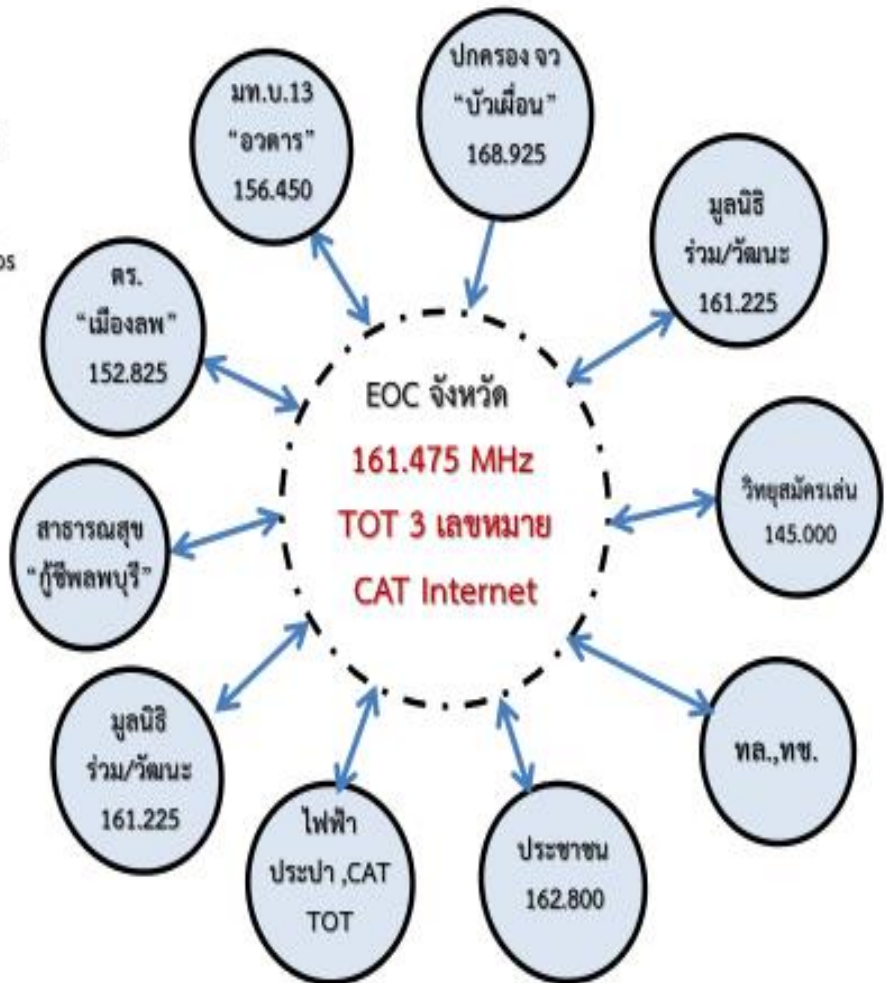 ปกครอง จว
“บัวเผื่อน”
168.925
มท.บ.13
“อวตาร”
156.450
มูลนิธิ
ร่วม/วัฒนะ
161.225
ตร.
“เมืองลพ”
152.825
EOC จังหวัด
161.475 MHz
TOT 3 เลขหมาย
CAT Internet
วิทยุสมัครเล่น
145.000
สาธารณสุข
“กู้ชีพลพบุรี”
มูลนิธิ
ร่วม/วัฒนะ
161.225
ทล.,ทช.
ไฟฟ้า
ประปา ,CAT
TOT
ประชาชน
162.800